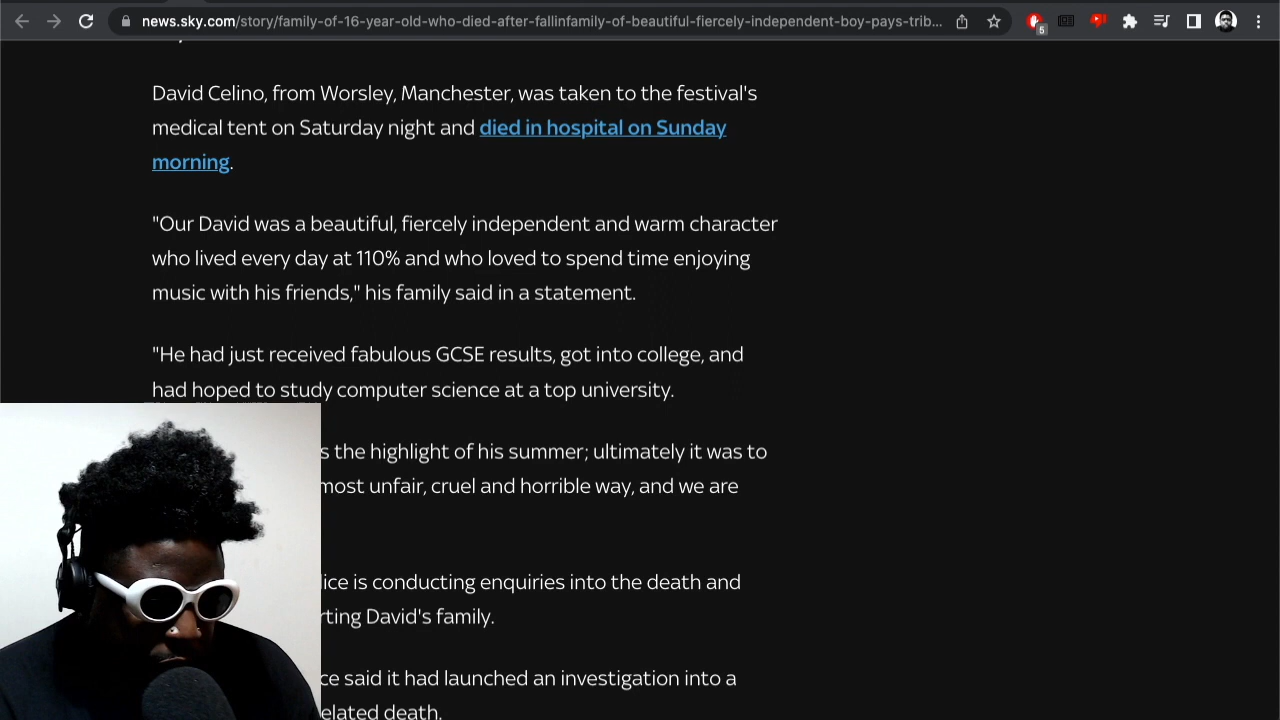 news.sky.com/story/family-of-16-year-old-who-died-after-fallinfamily-of-beautiful-fiercely-independent-boy-pays-trib...
5
David Celino, from Worsley, Manchester, was taken to the festival's
medical tent on Saturday night and died in hospital on Sunday
morning.
"Our David was a beautiful, fiercely independent and warm character
who lived every day at 110% and who loved to spend time enjoying
music with his friends," his family said in a statement.
"He had just received fabulous GCSE results, got into college, and
had hoped to study computer science at a top university.
s the highlight of his summer; ultimately it was to
most unfair, cruel and horrible way, and we are
lice is conducting enquiries into the death and
rting David's family.
ce said it had launched an investigation into a
elated death.